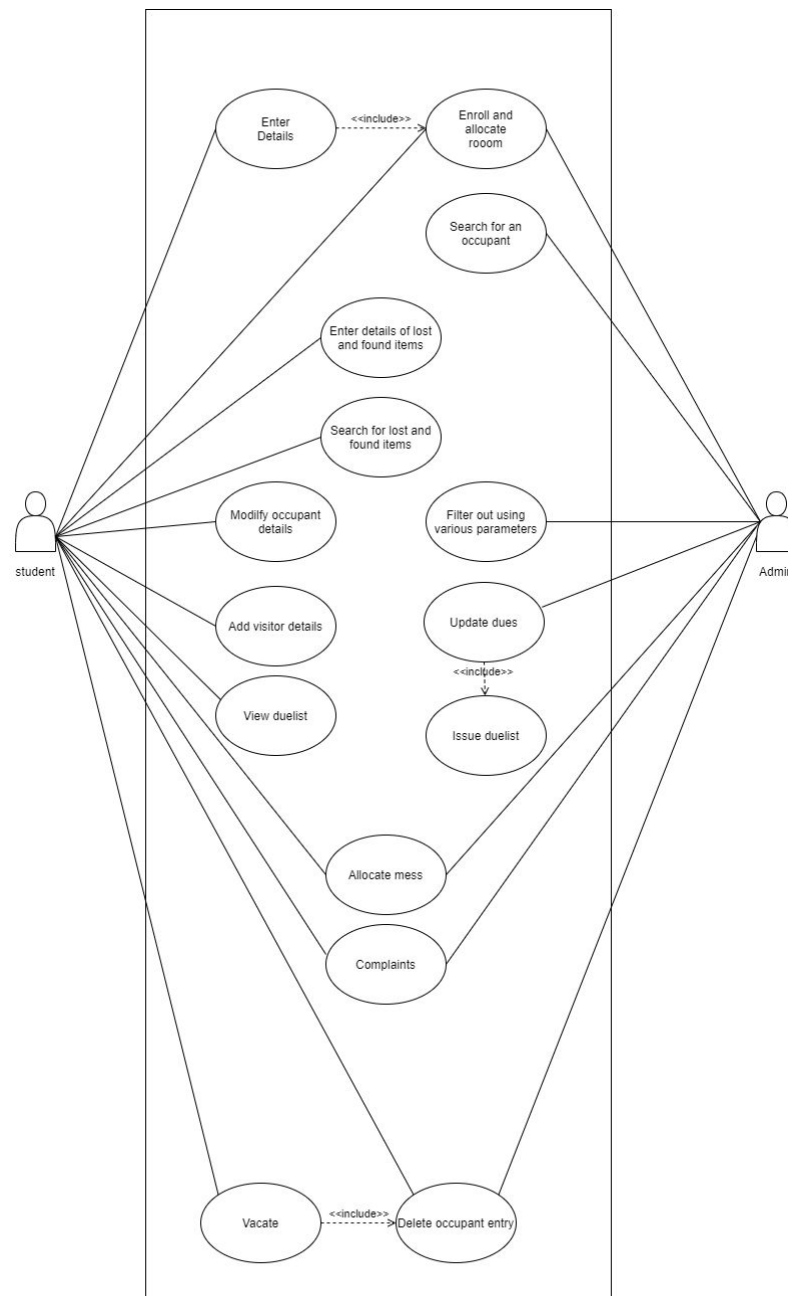 Enter
Details
<<include>>
Enroll and
allocate
rooom
Search for an
occupant
Enter details of lost
and found items
Search for lost and
found items
Modilfy occupant
details
Filter out using
various parameters
student
Admin
Add visitor details
Update dues
<<include>>
View duelist
Issue duelist
Allocate mess
Complaints
Vacate
<<include>>
Delete occupant entry